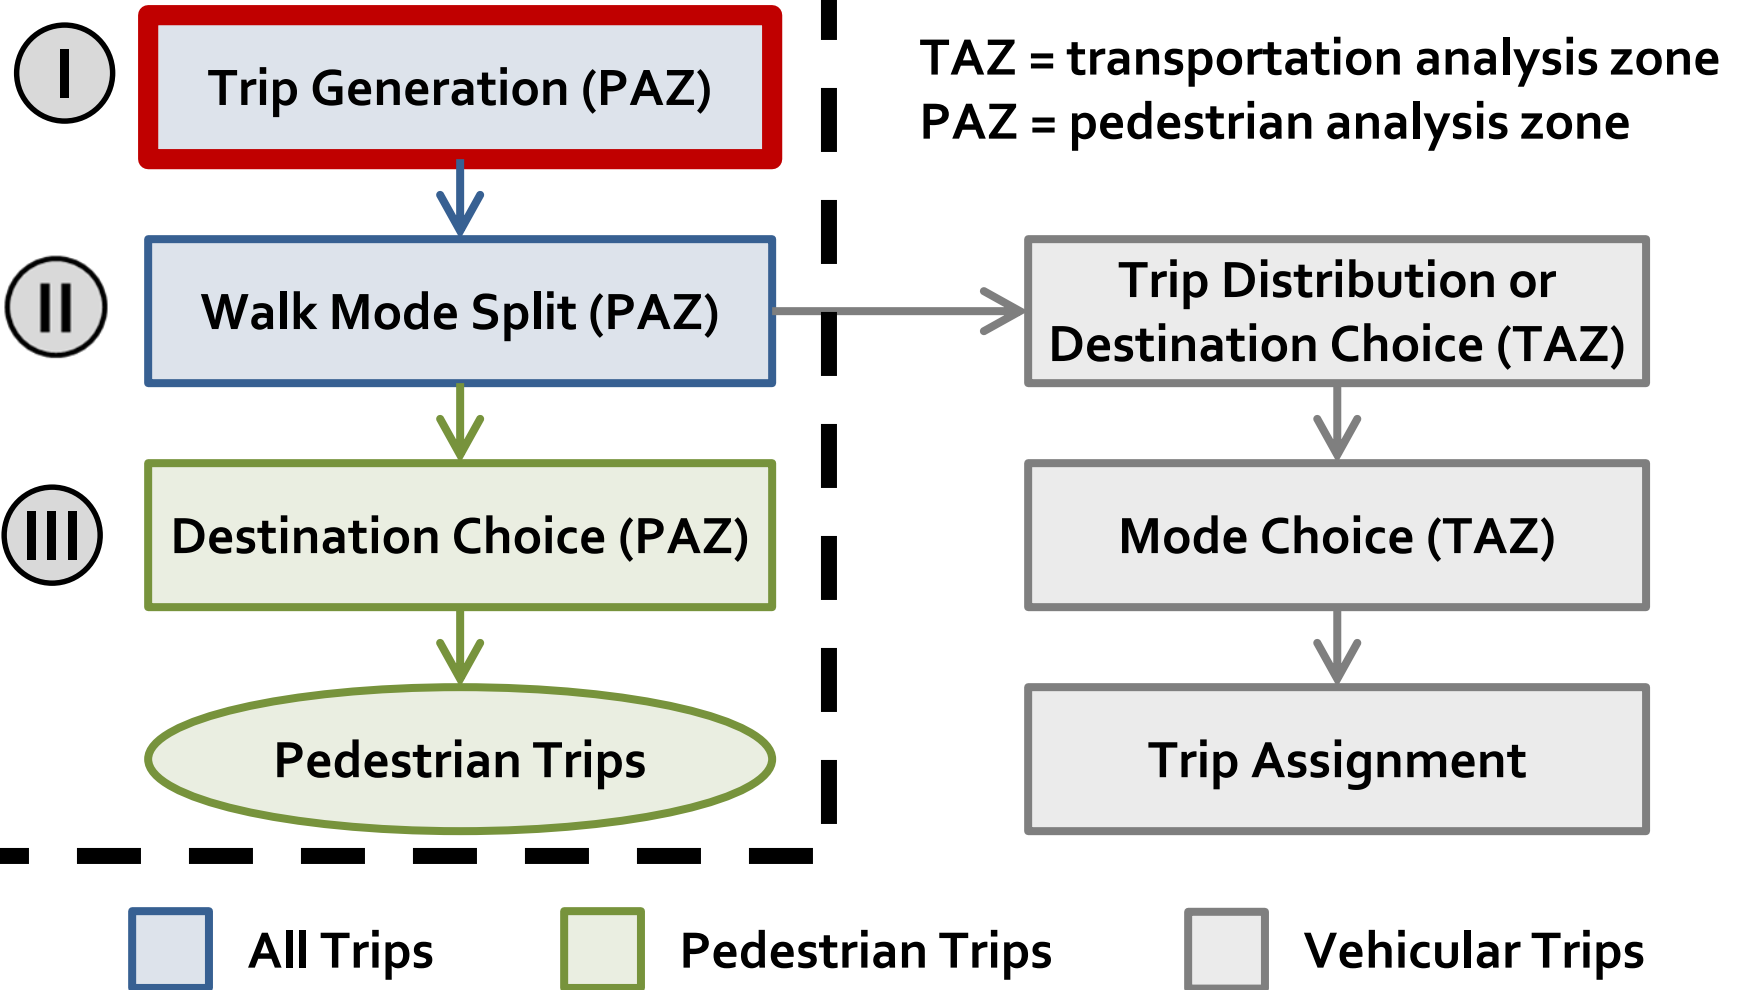 I
Trip Generation (PAZ)
TAZ = transportation analysis zone
PAZ = pedestrian analysis zone
II
Walk Mode Split (PAZ)
Trip Distribution or
Destination Choice (TAZ)
III
Destination Choice (PAZ)
Mode Choice (TAZ)
Pedestrian Trips
Trip Assignment
All Trips
Pedestrian Trips
Vehicular Trips